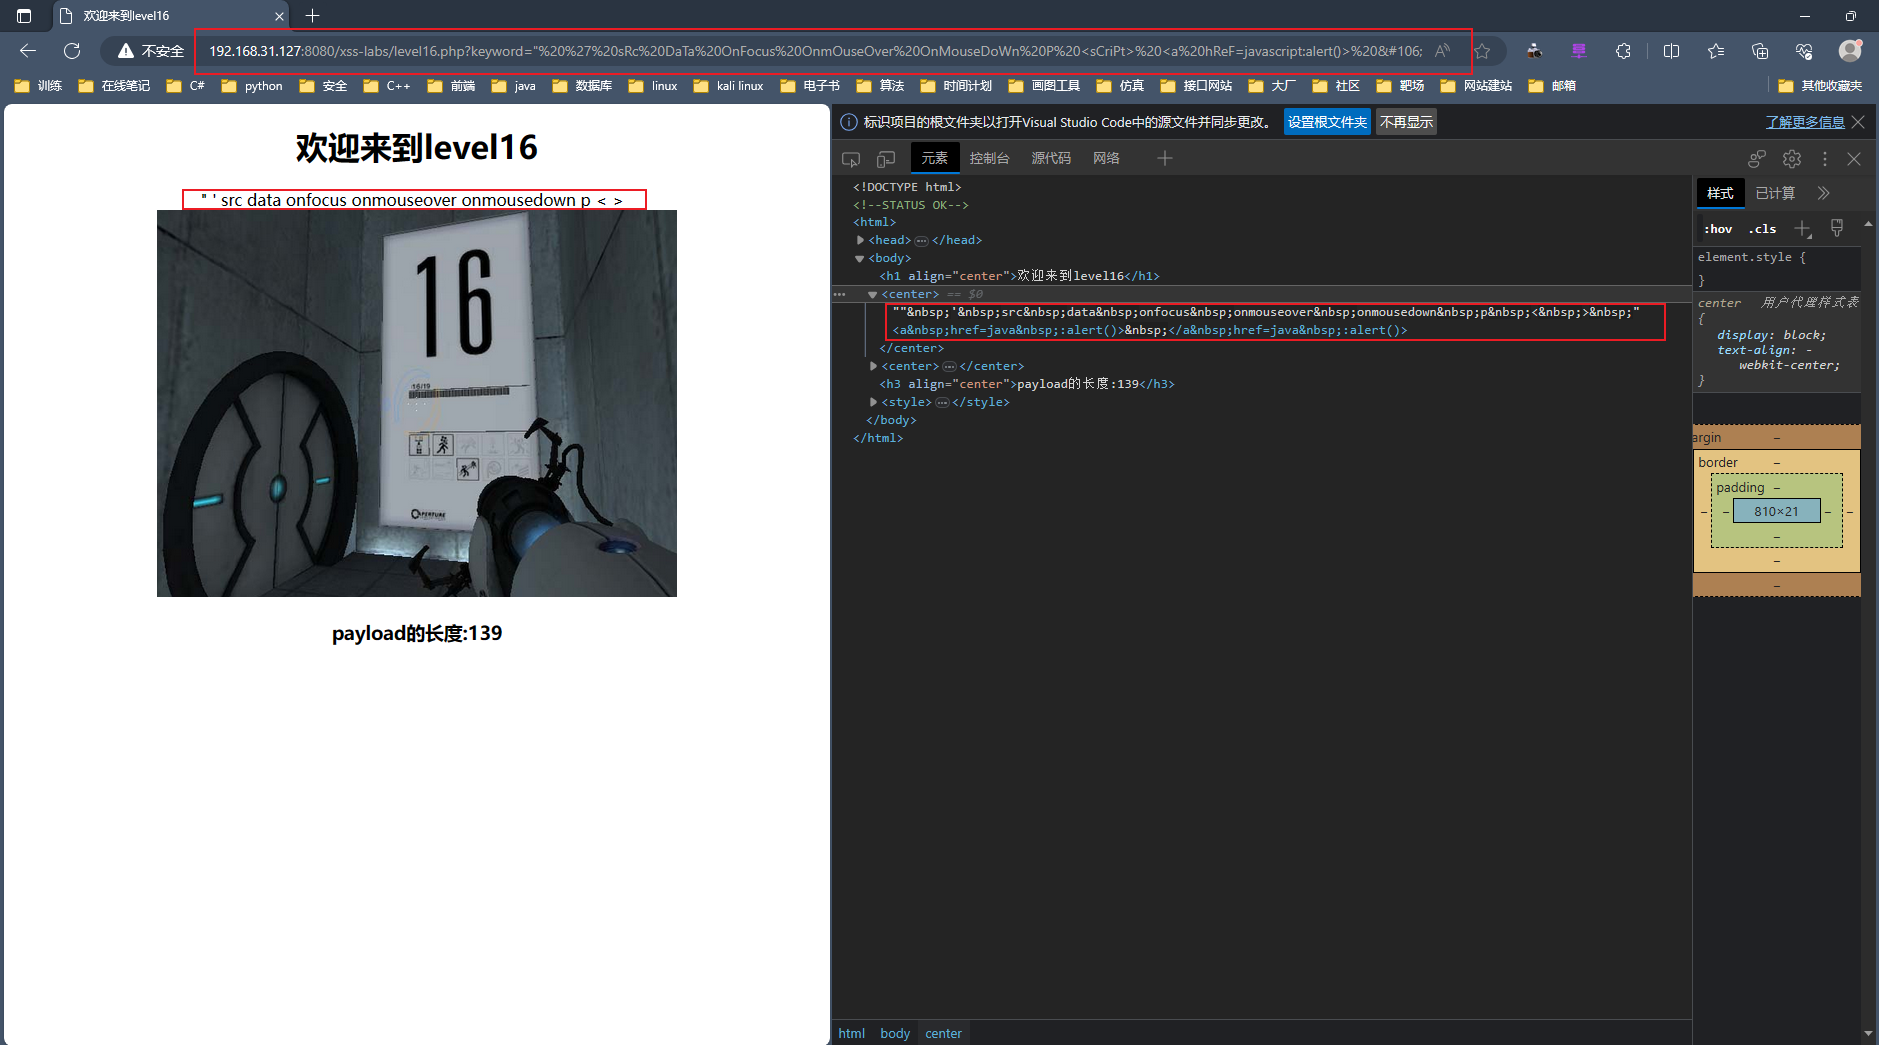 欢迎来到level16
不安全
192.168.31.127:8080/xss-labs/level16.php?keyword="%20%27%20sRc%20DaTa%20OnFocus%20OnmOuseOver%20OnMouseDoWn%20P%20<sCriPt>%20<a%20hReF=javascript:alert()>%20&#106;
训练
在线笔记
C#
python
安全
C++
前端
java
数据库
linux
kali linux
电子书
算法
时间计划
画图工具
仿真
接口网站
大厂
社区
靶场
网站建站
邮箱
其他收藏夹
欢迎来到level16
" ' src data onfocus onmouseover onmousedown p < >
16
16/19
APERTURE
payload的长度:139
标识项目的根文件夹以打开Visual Studio Code中的源文件并同步更改。
设置根文件夹
不再显示
了解更多信息
元素
控制台
源代码
网络
<!DOCTYPE html>
<!--STATUS OK-->
<html>
<head>…</head>
<body>
<h1 align="center">欢迎来到level16</h1>
<center> == $0
""&nbsp;'&nbsp;src&nbsp;data&nbsp;onfocus&nbsp;onmouseover&nbsp;onmousedown&nbsp;p&nbsp;<&nbsp;>&nbsp;"
<a&nbsp;href=java&nbsp;:alert()>&nbsp;</a&nbsp;href=java&nbsp;:alert()>
</center>
<center>…</center>
<h3 align="center">payload的长度:139</h3>
<style>…</style>
</body>
</html>
样式
已计算
:hov
.cls
element.style {
}
center 用户代理样式表
{
display: block;
text-align: -
webkit-center;
}
argin –
border –
padding –
– – 810×21 – –
–
–
–
html
body
center